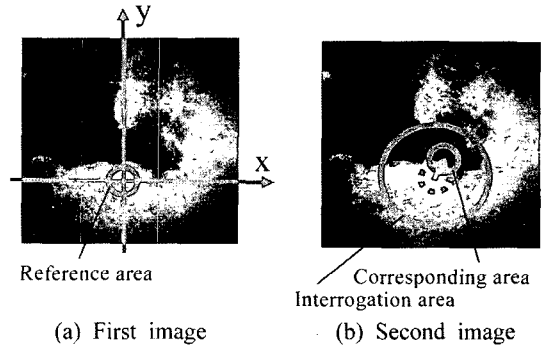 y
x
Reference area
Corresponding area
Interrogation area
(a) First image
(b) Second image